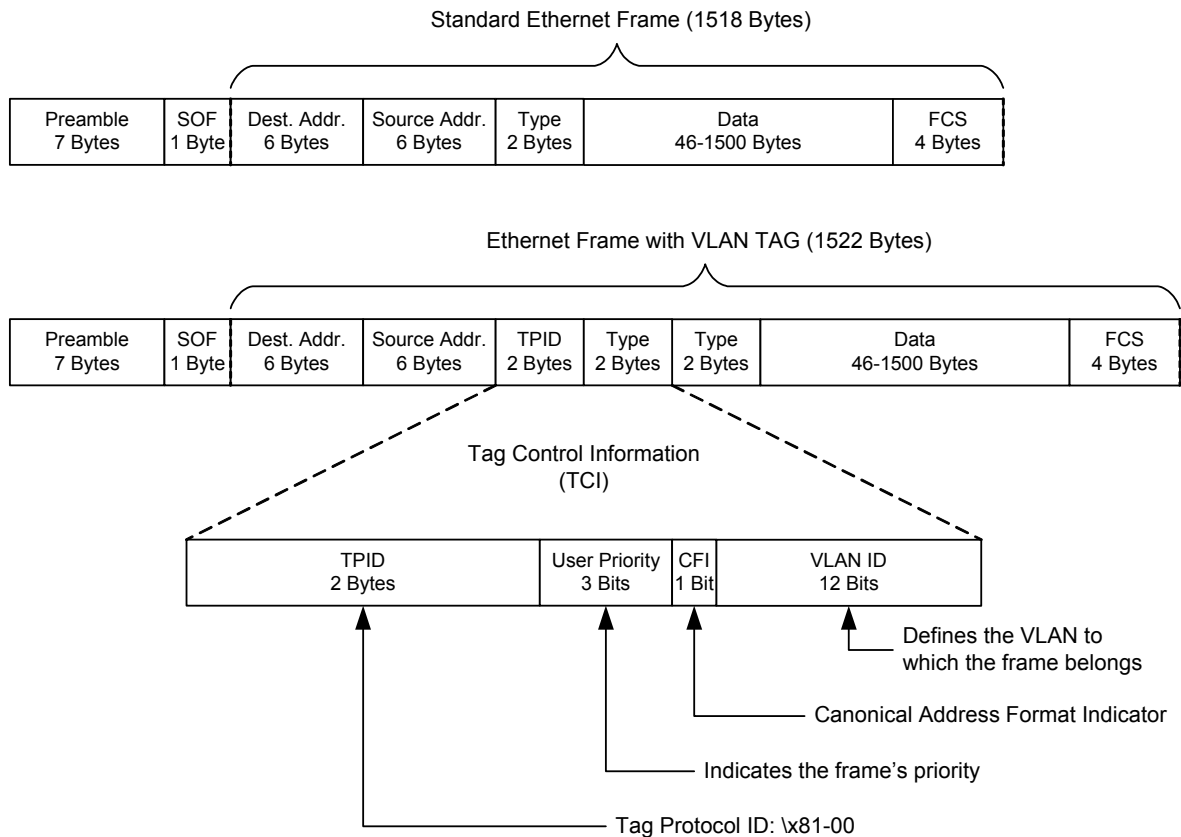 Standard Ethernet Frame (1518 Bytes)
Preamble
7 Bytes
SOF
1 Byte
Dest. Addr.
6 Bytes
Source Addr.
6 Bytes
Type
2 Bytes
Data
46-1500 Bytes
FCS
4 Bytes
Ethernet Frame with VLAN TAG (1522 Bytes)
Preamble
7 Bytes
SOF
1 Byte
Dest. Addr.
6 Bytes
Source Addr.
6 Bytes
TPID
2 Bytes
Type
2 Bytes
Type
2 Bytes
Data
46-1500 Bytes
FCS
4 Bytes
Tag Control Information
(TCI)
TPID
2 Bytes
User Priority
3 Bits
CFI
1 Bit
VLAN ID
12 Bits
Defines the VLAN to
which the frame belongs
Canonical Address Format Indicator
Indicates the frame's priority
Tag Protocol ID: \x81-00